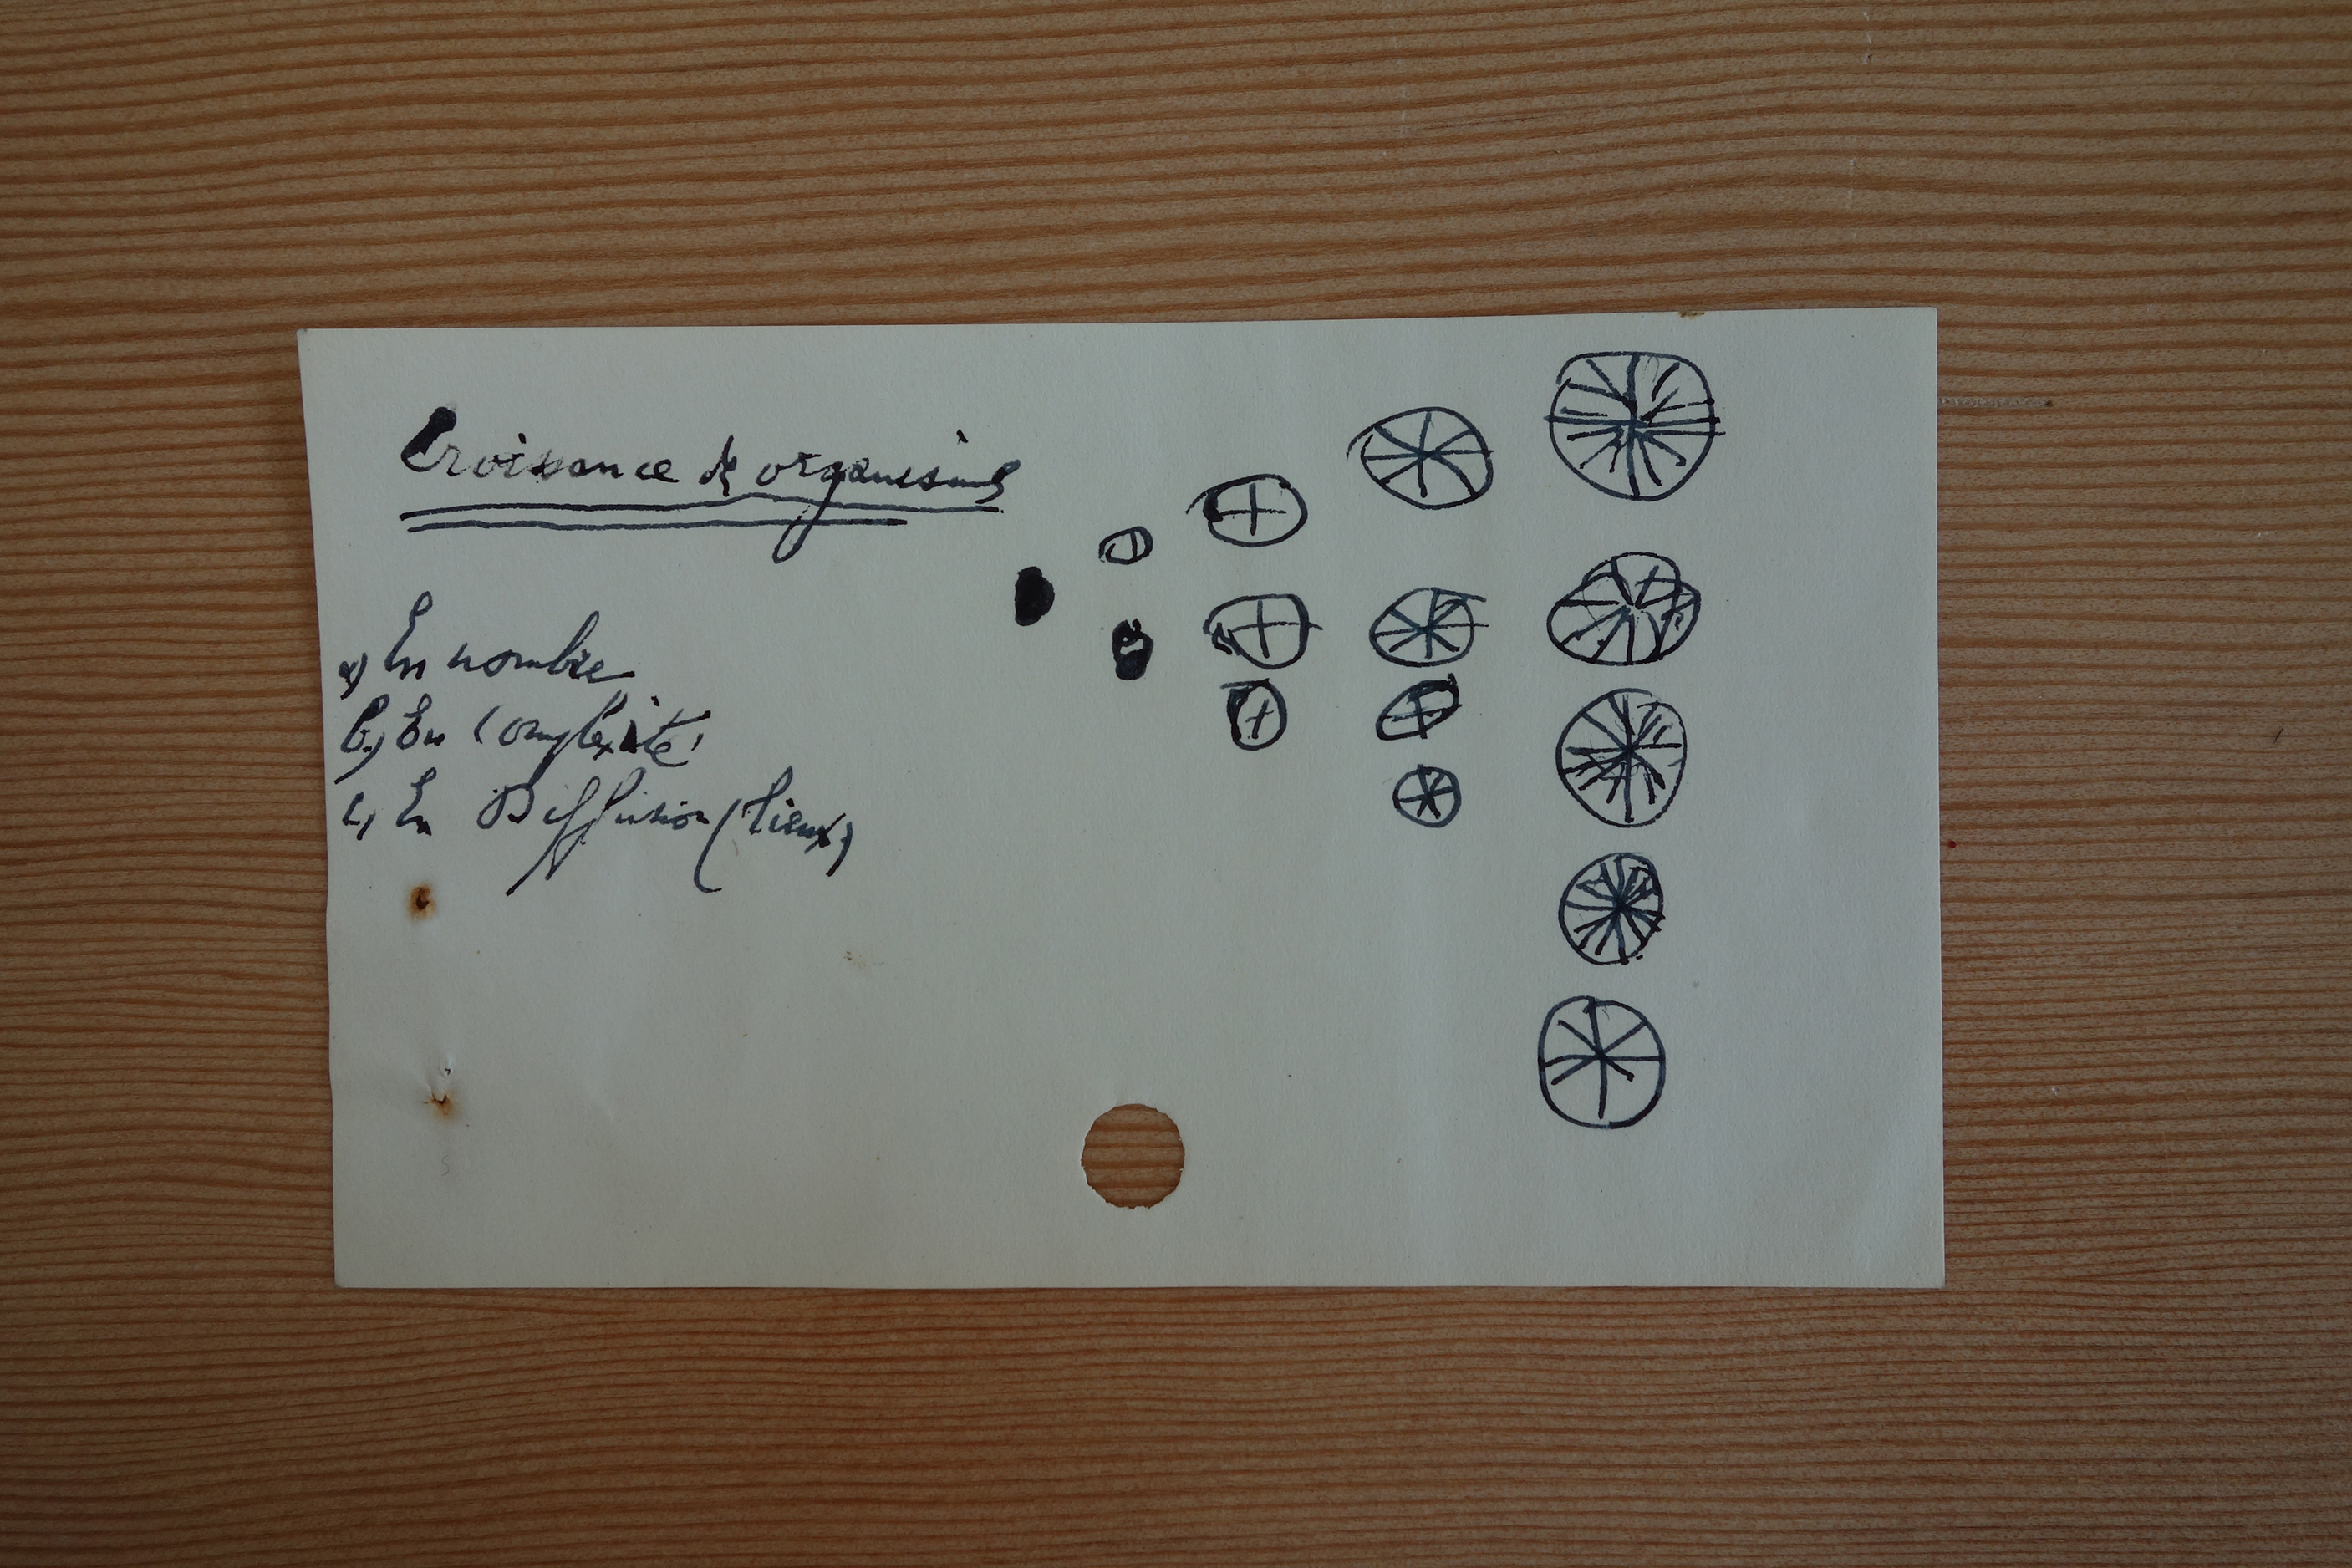 Croissance d organismes
a) En nombre
b) En Complexité
c) En Diffusion (lieux)